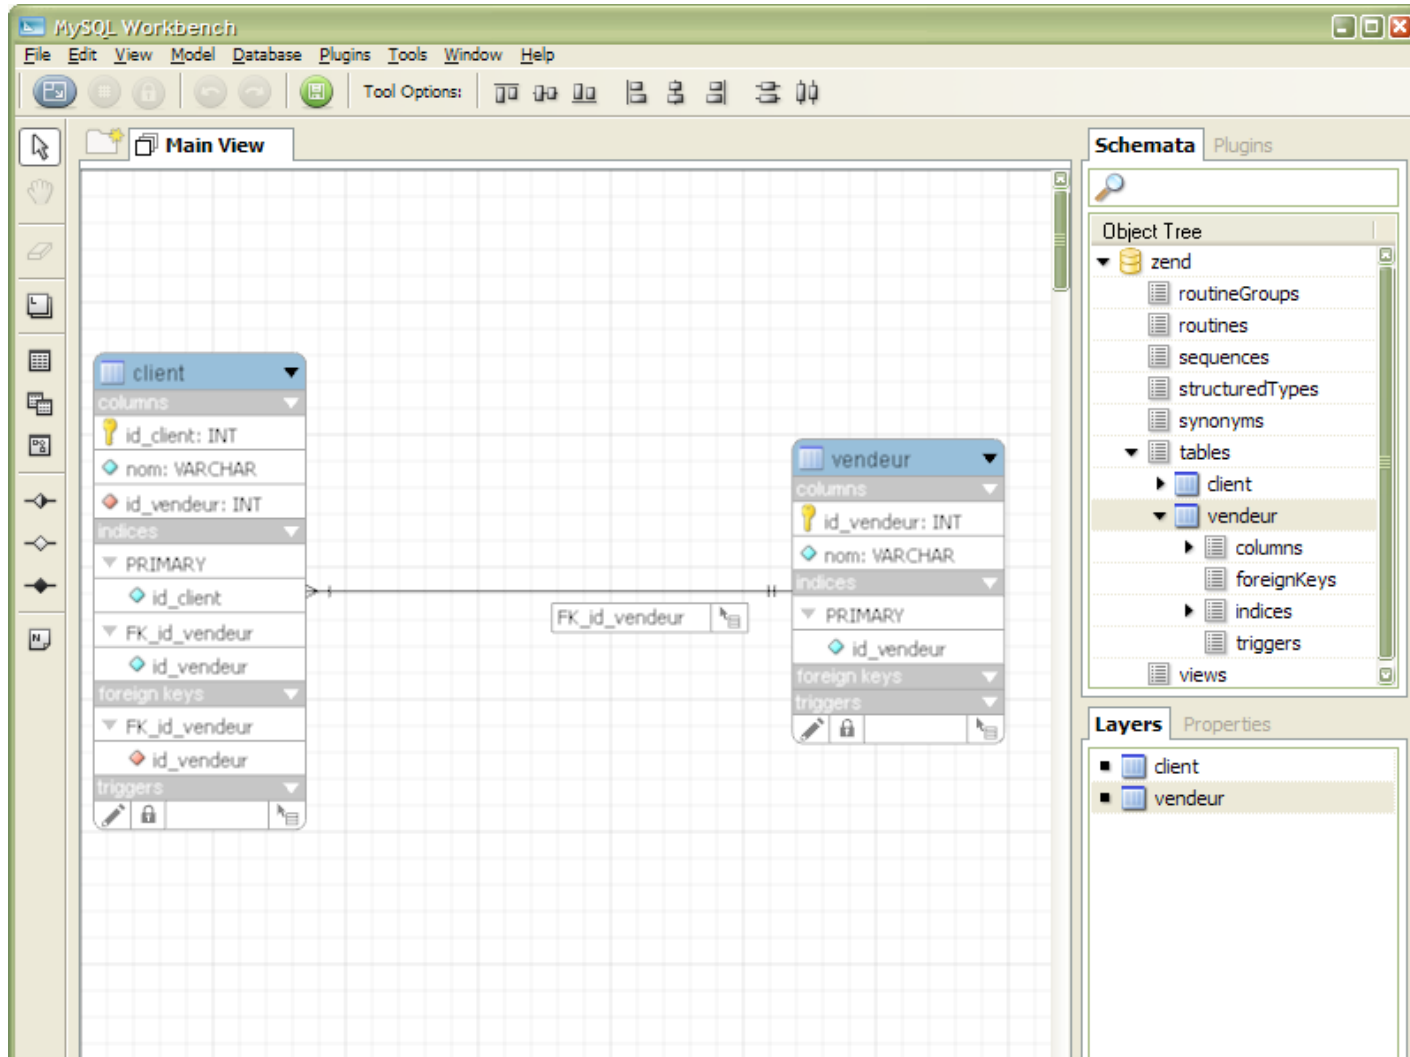 MySQL Workbench
File Edit View Model Database Plugins Tools Window Help
Tool Options:
Main View
client
columns
id_client: INT
nom: VARCHAR
id_vendeur: INT
indices
PRIMARY
id_client
FK_id_vendeur
id_vendeur
foreign keys
FK_id_vendeur
id_vendeur
triggers
FK_id_vendeur
vendeur
columns
id_vendeur: INT
nom: VARCHAR
indices
PRIMARY
id_vendeur
foreign keys
triggers
Schemata Plugins
Object Tree
zend
routineGroups
routines
sequences
structuredTypes
synonyms
tables
client
vendeur
columns
foreignKeys
indices
triggers
views
Layers Properties
client
vendeur